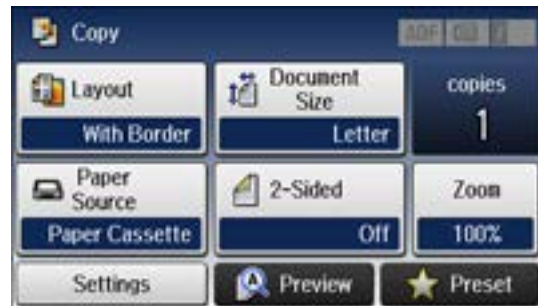 Copy
ADF
Layout
With Border
Document
Size
Letter
copies
1
Paper
Source
Paper Cassette
2-Sided
Off
Zoom
100%
Settings
Preview
Preset